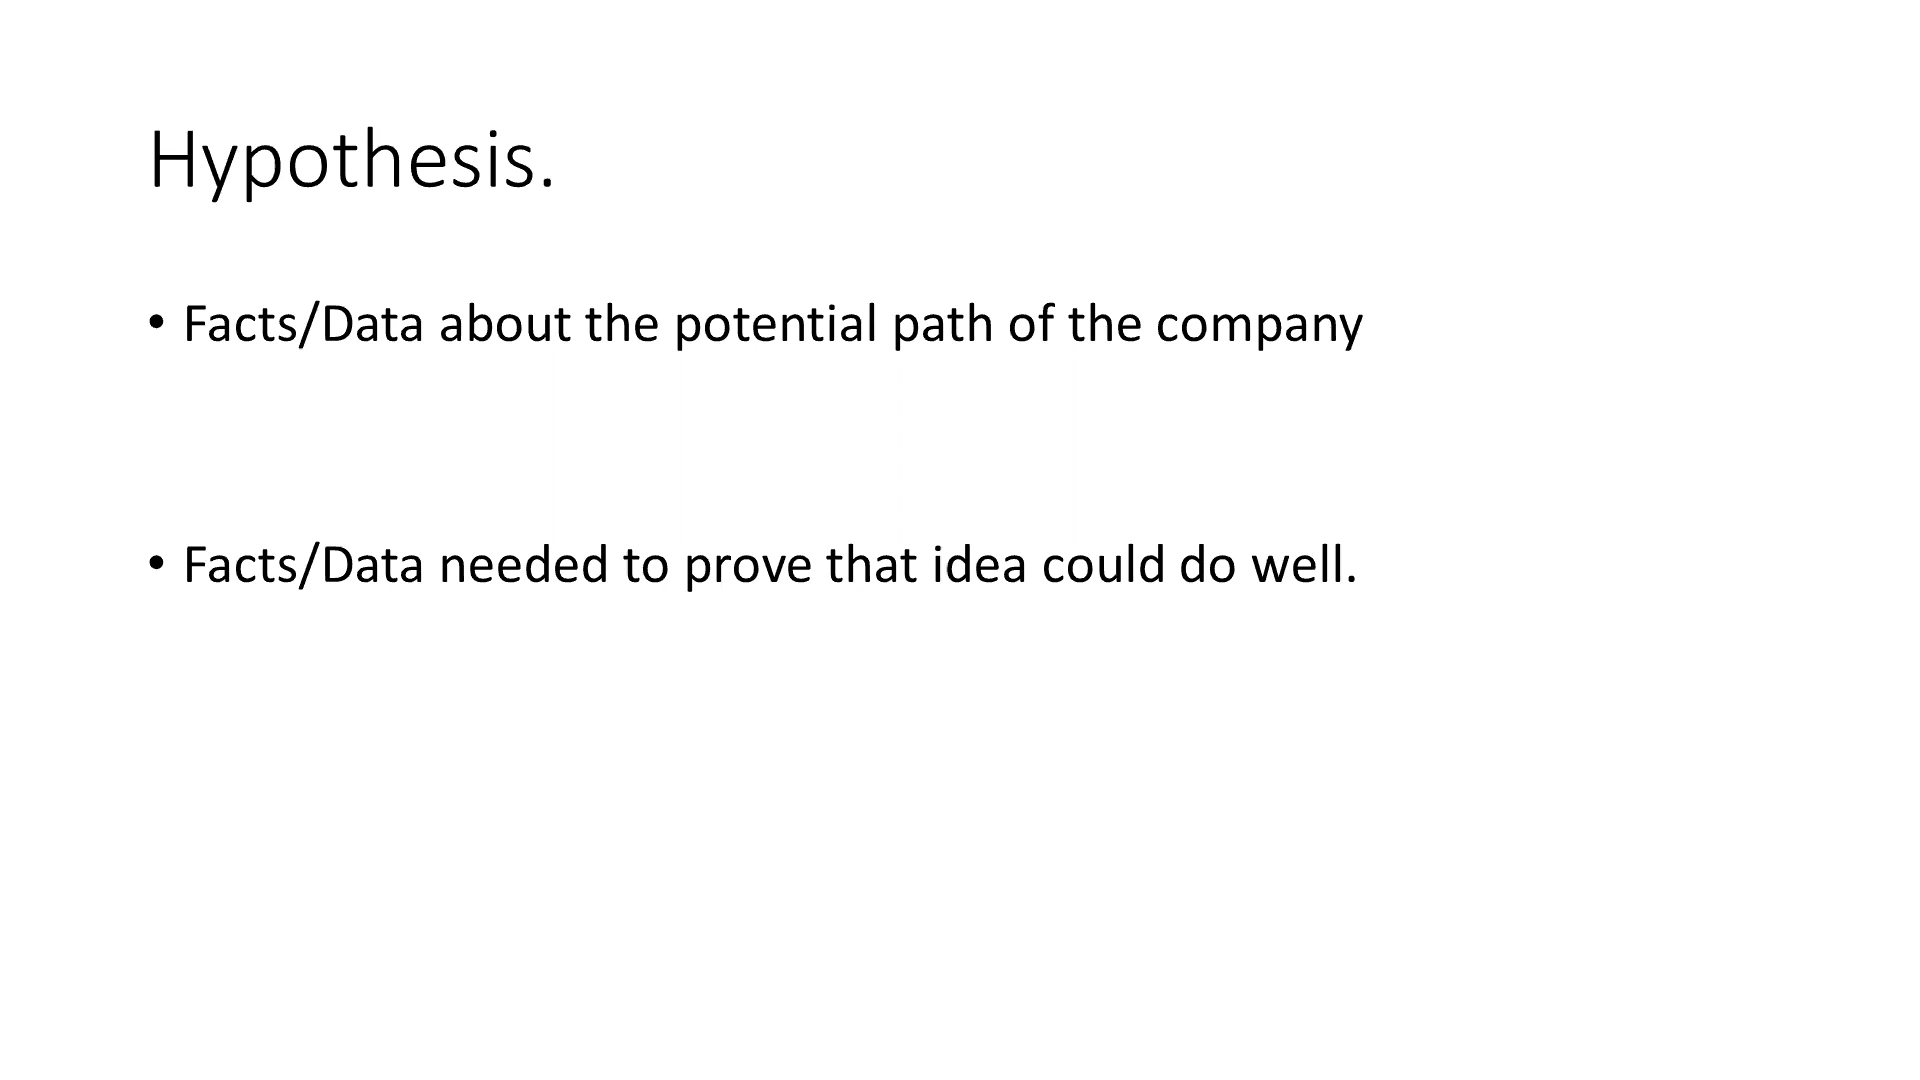 Hypothesis.
• Facts/Data about the potential path of the company
• Facts/Data needed to prove that idea could do well.